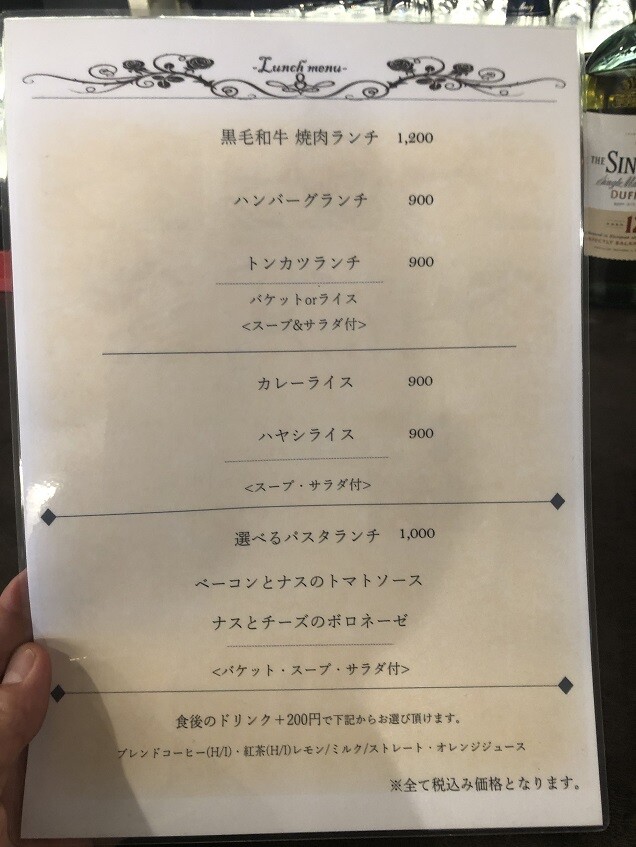 -Lunch menu-
黒毛和牛 焼肉ランチ 1,200
ハンバーグランチ 900
トンカツランチ 900
バケットorライス
<スープ&サラダ付>
カレーライス 900
ハヤシライス 900
<スープ・サラダ付>
選べるパスタランチ 1,000
ベーコンとナスのトマトソース
ナスとチーズのボロネーゼ
<バケット・スープ・サラダ付>
食後のドリンク＋200円で下記からお選び頂けます。
ブレンドコーヒー(H/I)・紅茶(H/I)レモン/ミルク/ストレート・オレンジジュース
※全て税込み価格となります。
THE SIN
Single Ma
DUFF
12